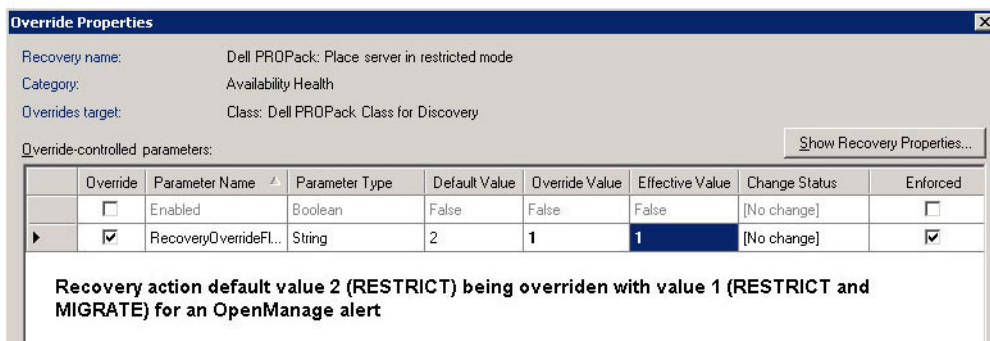 Override Properties
Recovery name: Dell PROPack: Place server in restricted mode
Category: Availability Health
Overrides target: Class: Dell PROPack Class for Discovery
Override-controlled parameters: Show Recovery Properties...
Override Parameter Name Parameter Type Default Value Override Value Effective Value Change Status Enforced
Enabled Boolean False False False [No change]
RecoveryOverrideFl... String 2 1 1 [No change]
Recovery action default value 2 (RESTRICT) being overriden with value 1 (RESTRICT and
MIGRATE) for an OpenManage alert